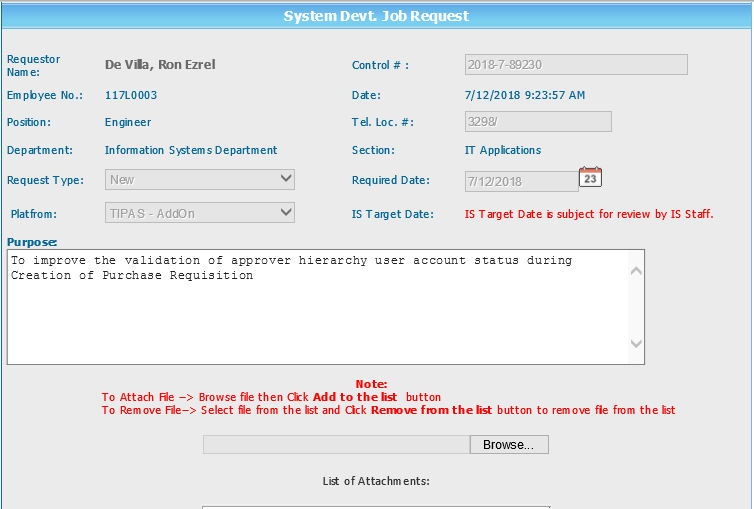 System Devt. Job Request
Requestor Name: De Villa, Ron Ezrel Control # : 2018-7-89230
Employee No.: 117L0003 Date: 7/12/2018 9:23:57 AM
Position: Engineer Tel. Loc. #: 3298/
Department: Information Systems Department Section: IT Applications
Request Type: New Required Date: 7/12/2018 23
Platfrom: TIPAS - AddOn IS Target Date: IS Target Date is subject for review by IS Staff.
Purpose:
To improve the validation of approver hierarchy user account status during
Creation of Purchase Requisition
Note:
To Attach File --> Browse file then Click Add to the list button
To Remove File--> Select file from the list and Click Remove from the list button to remove file from the list
Browse...
List of Attachments: